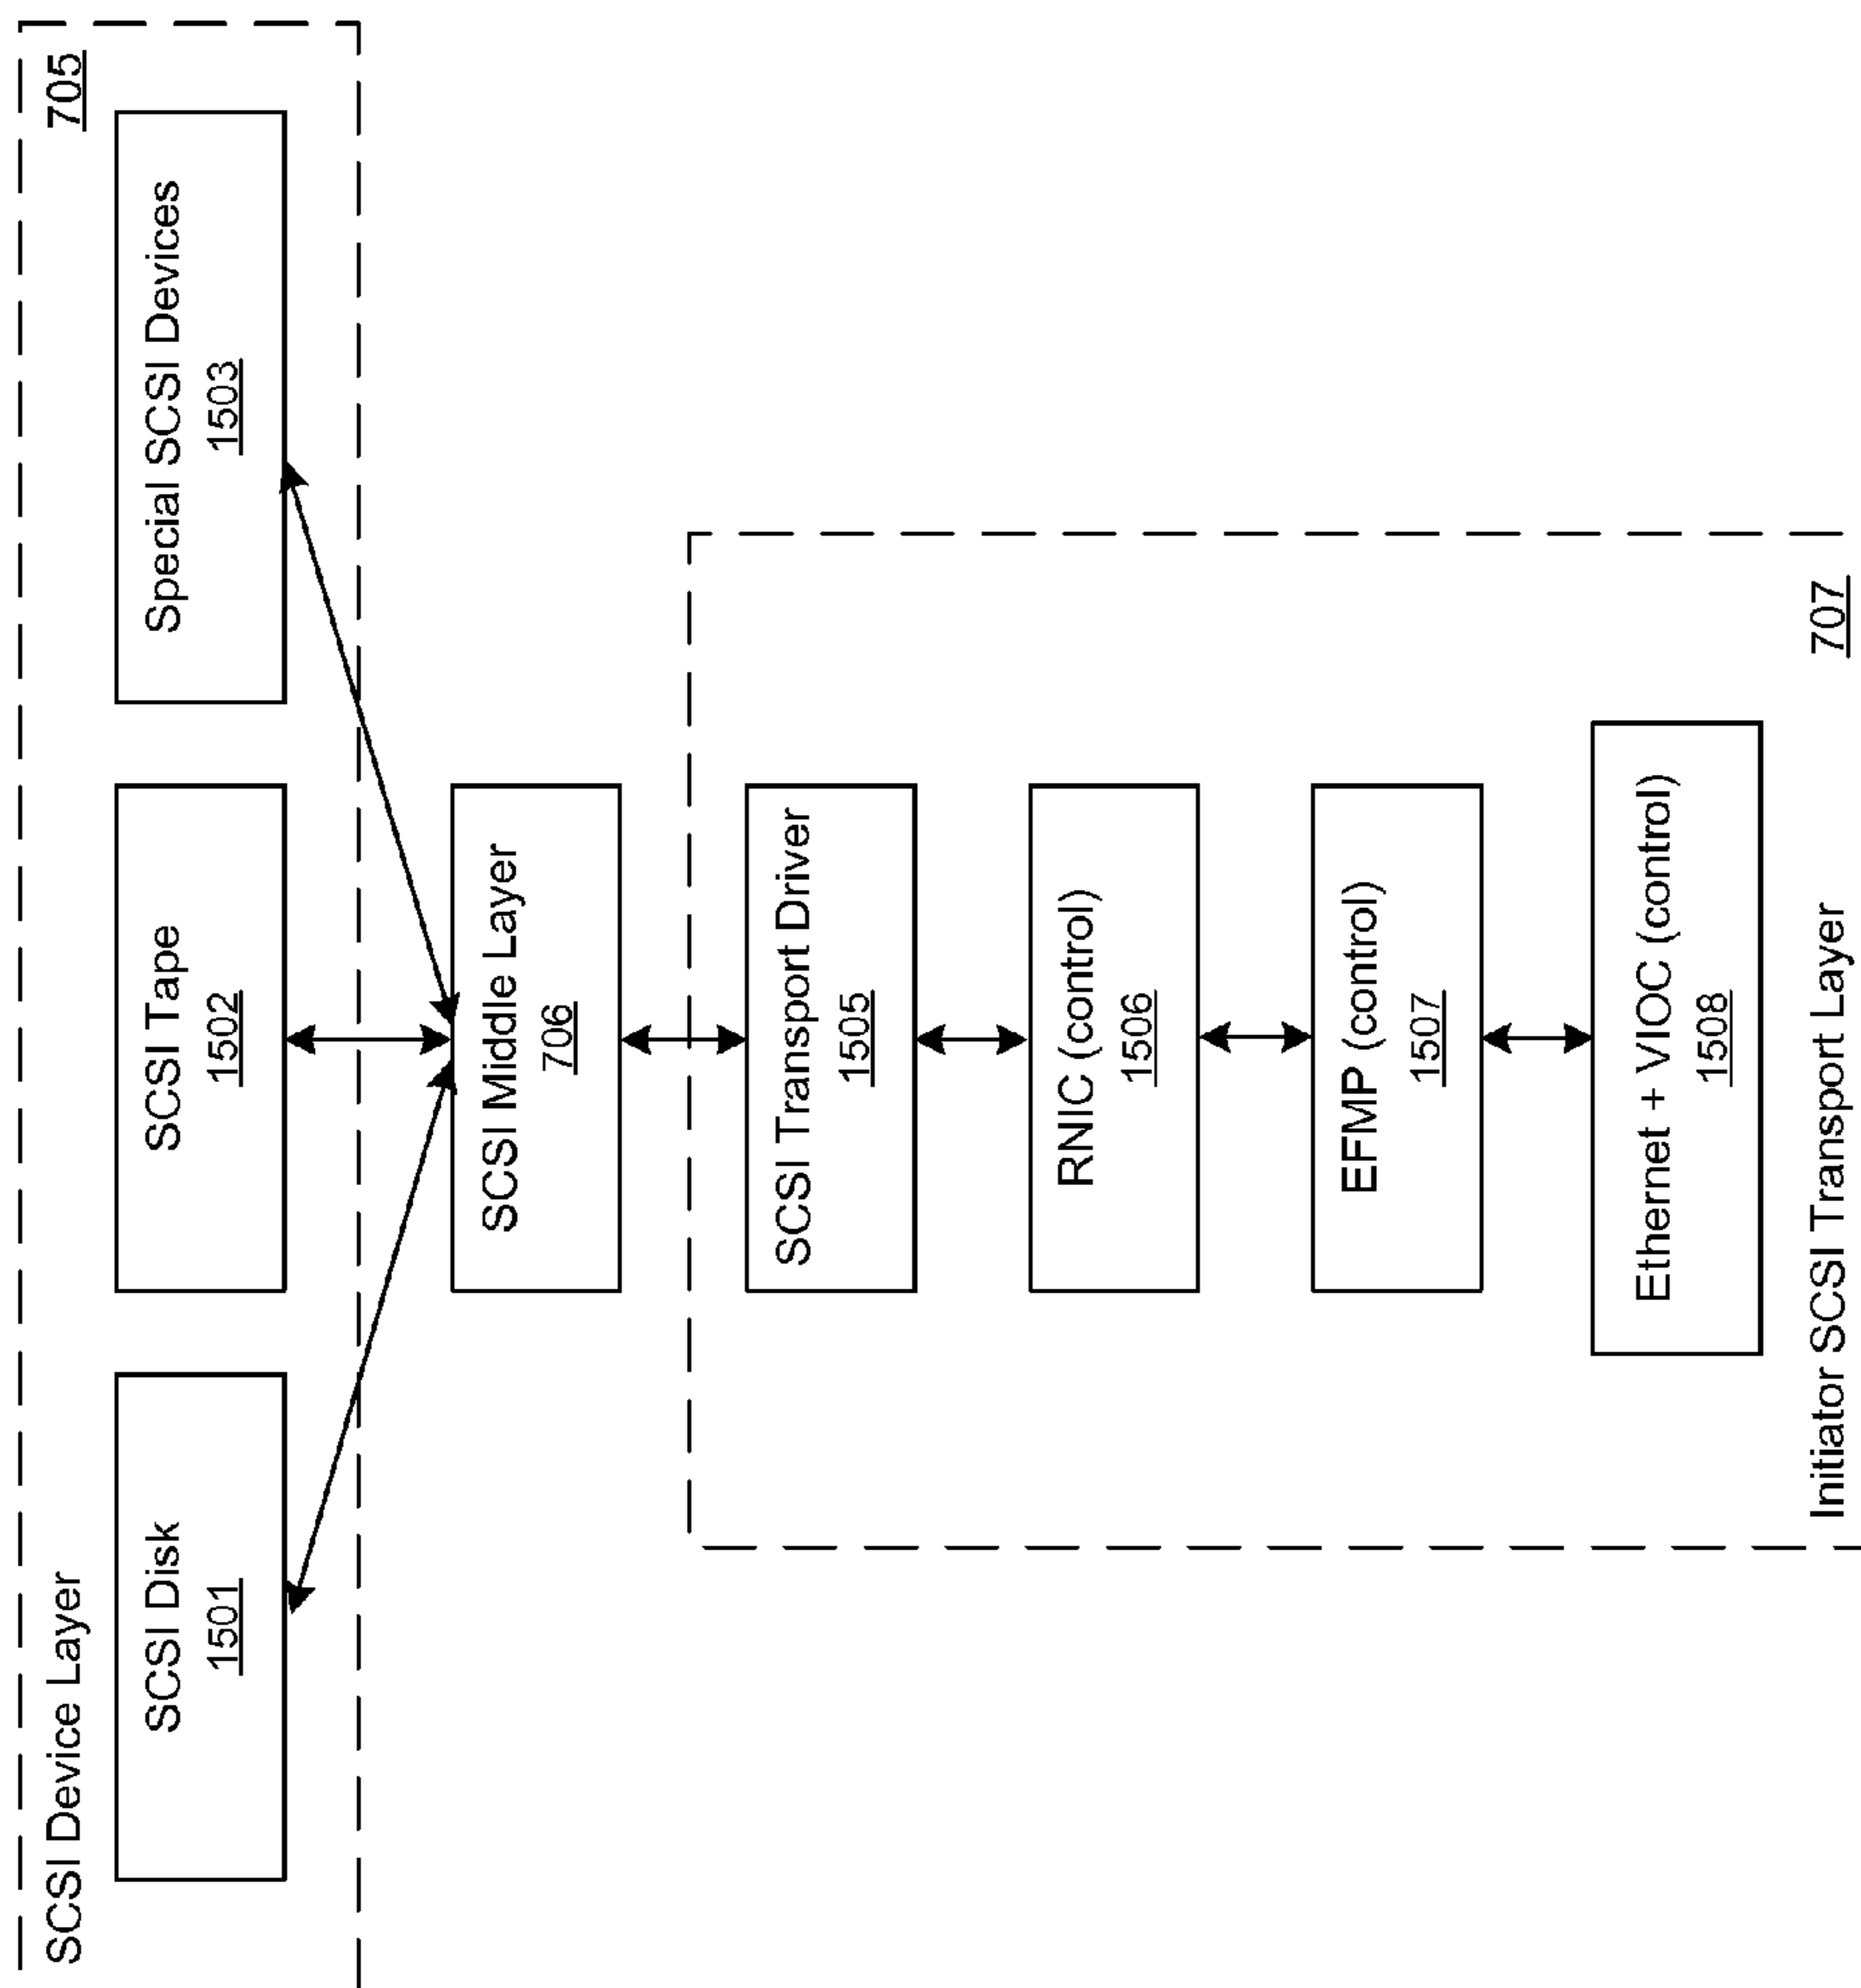 SCSI Device Layer
705
SCSI Disk
1501
SCSI Tape
1502
Special SCSI Devices
1503
SCSI Middle Layer
706
SCSI Transport Driver
1505
RNIC (control)
1506
EFMP (control)
1507
Ethernet + VIOC (control)
1508
Initiator SCSI Transport Layer
707